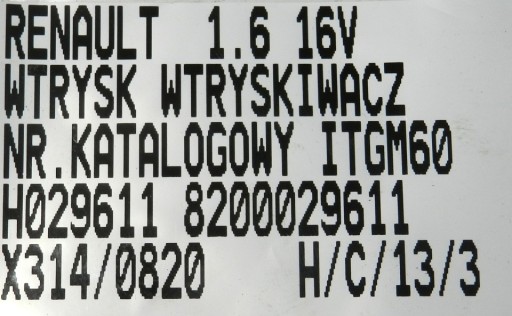 RENAULT 1.6 16V
WTRYSK WTRYSKIWACZ
NR.KATALOGOWY ITGM60
H029611 8200029611
X314/0820 H/C/13/3